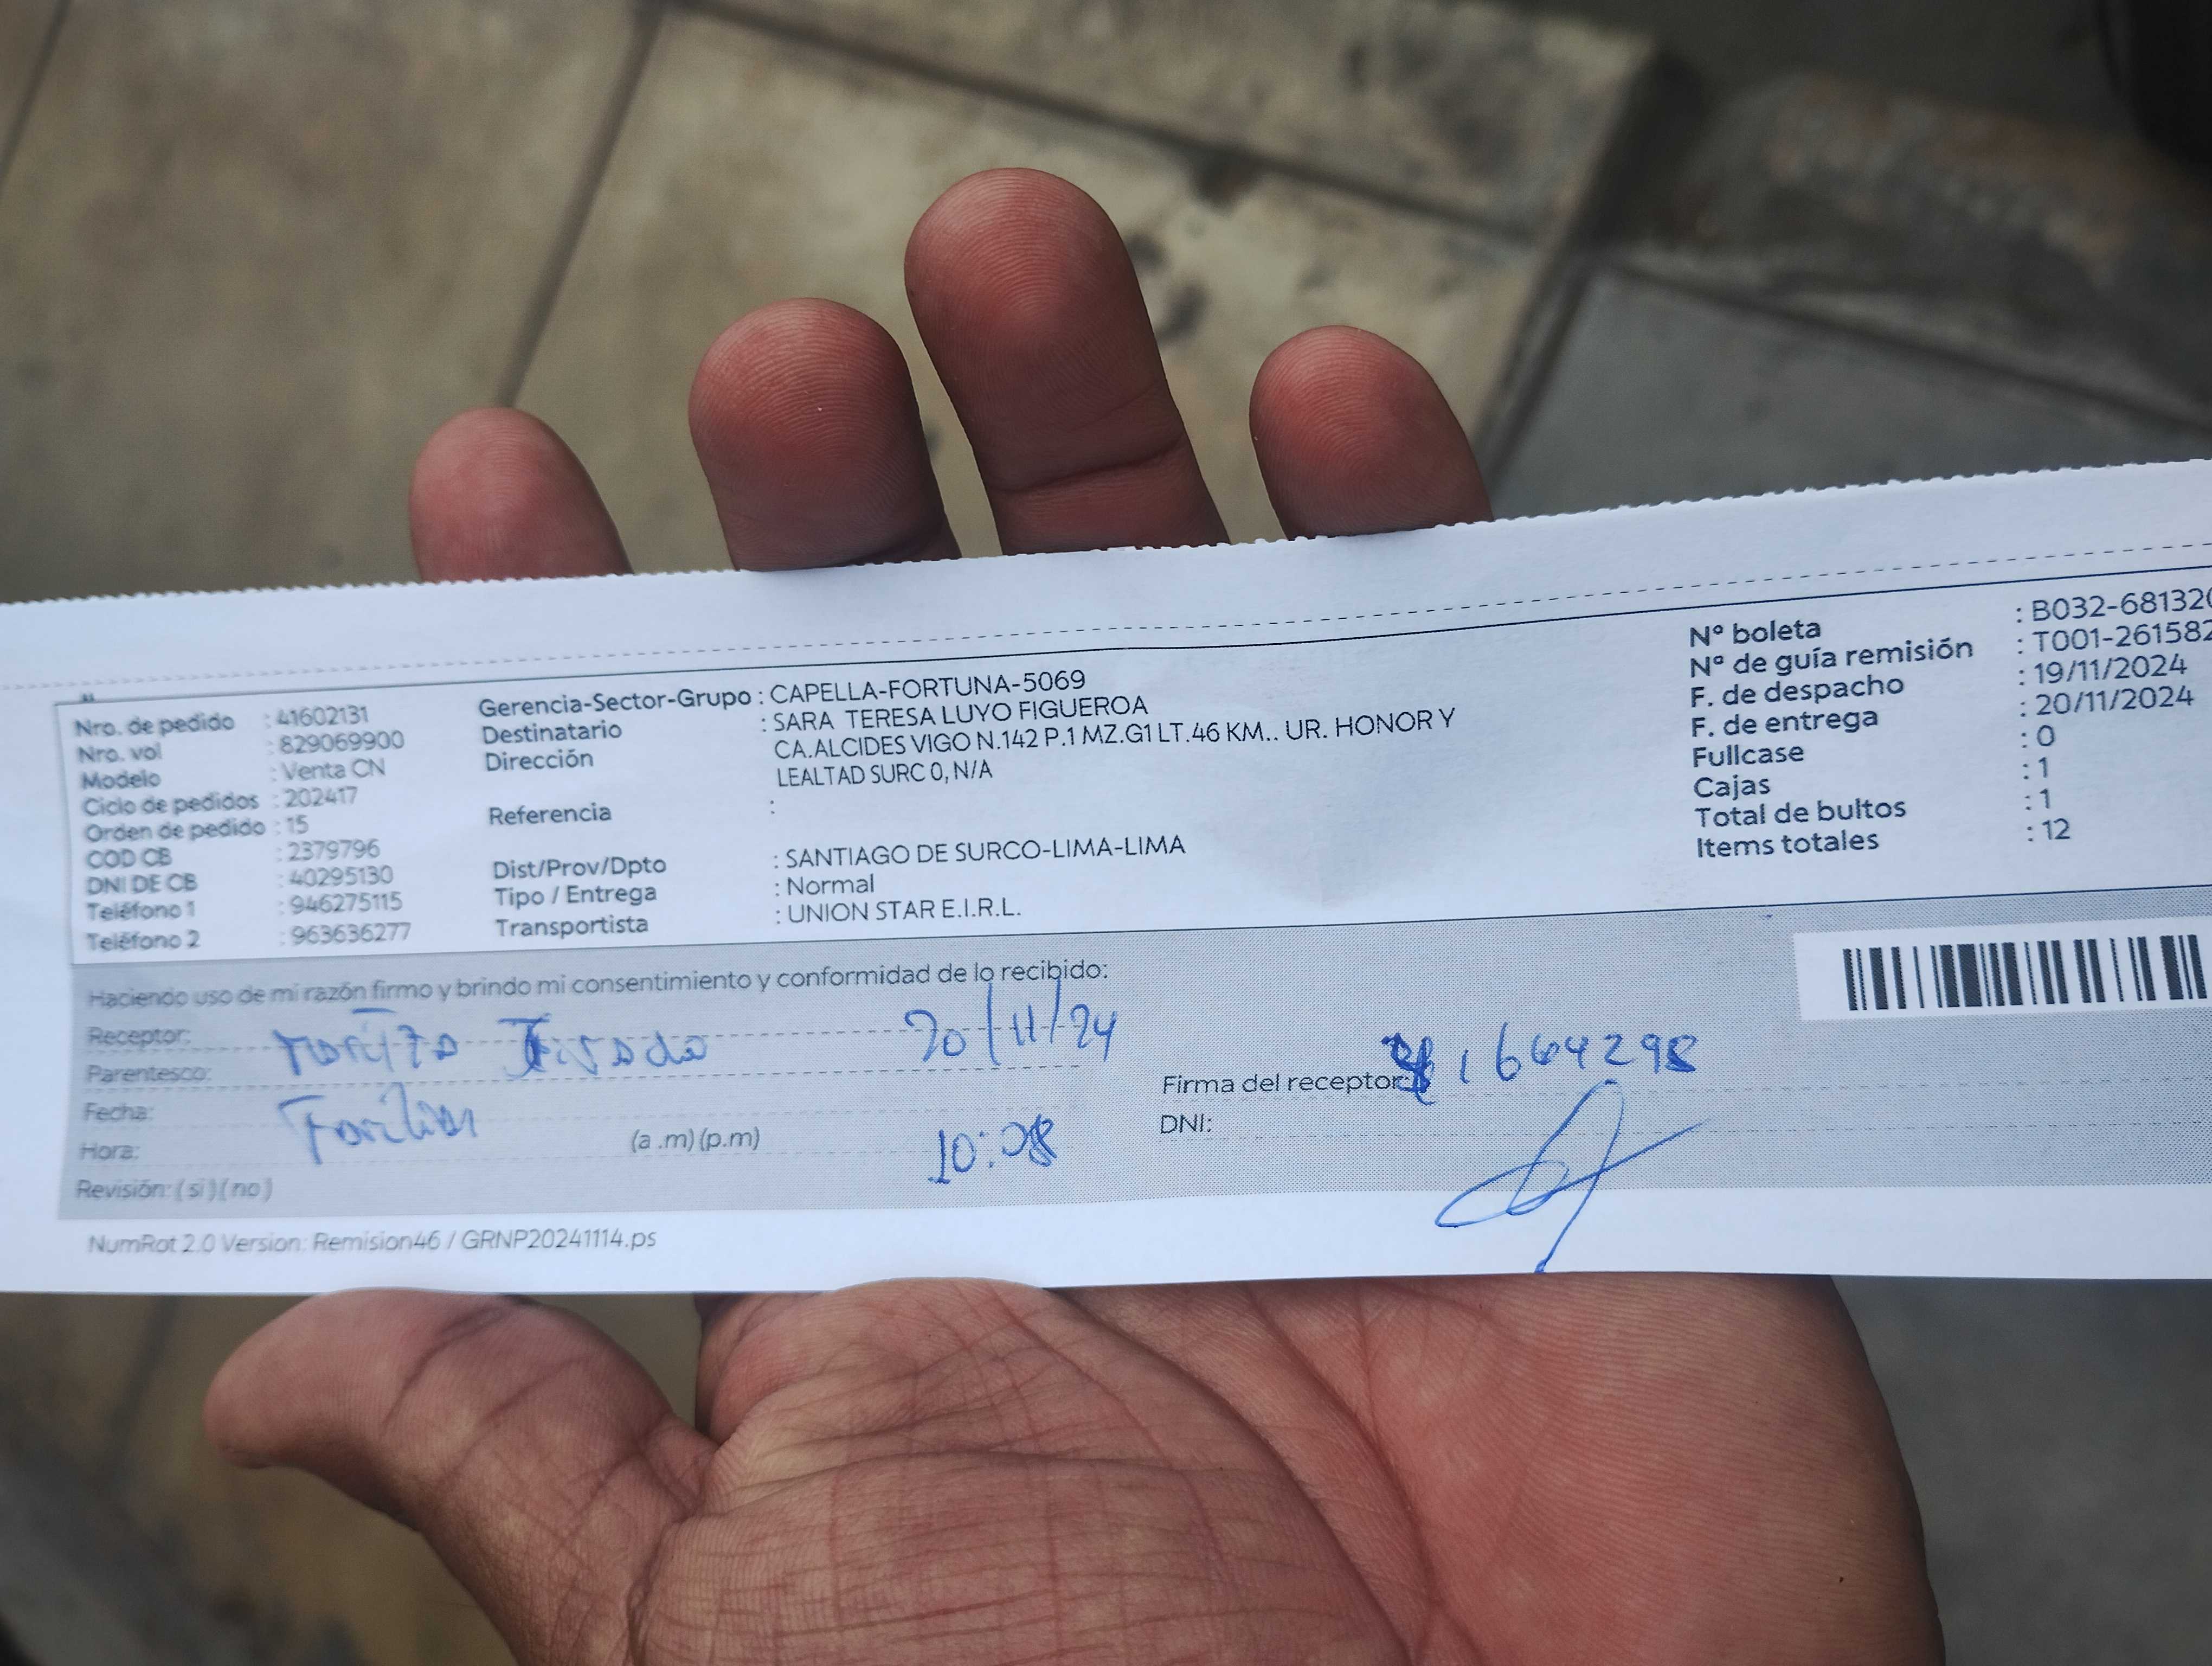 Nro. de pedido : 41602131
Nro. vol : 829069900
Modelo : Venta CN
Ciclo de pedidos : 202417
Orden de pedido : 15
COD CB : 2379796
DNI DE CB : 40295130
Teléfono 1 : 946275115
Teléfono 2 : 963636277
Gerencia-Sector-Grupo : CAPELLA-FORTUNA-5069
Destinatario : SARA TERESA LUYO FIGUEROA
Dirección CA.ALCIDES VIGO N.142 P.1 MZ.G1 LT.46 KM.. UR. HONOR Y
LEALTAD SURC 0, N/A
Referencia :
Dist/Prov/Dpto : SANTIAGO DE SURCO-LIMA-LIMA
Tipo / Entrega : Normal
Transportista : UNION STAR E.I.R.L.
Nº boleta : B032-681320
Nº de guía remisión : T001-261582
F. de despacho : 19/11/2024
F. de entrega : 20/11/2024
Fullcase : 0
Cajas : 1
Total de bultos : 1
Items totales : 12
Haciendo uso de mi razón firmo y brindo mi consentimiento y conformidad de lo recibido:
Receptor: 20/11/24
Parentesco:
Fecha: Familiar
Hora: (a .m) (p.m) 10:08
Revisión: ( si ) ( no )
Firma del receptor: 1664298
DNI:
NumRot 2.0 Version: Remision46 / GRNP20241114.ps